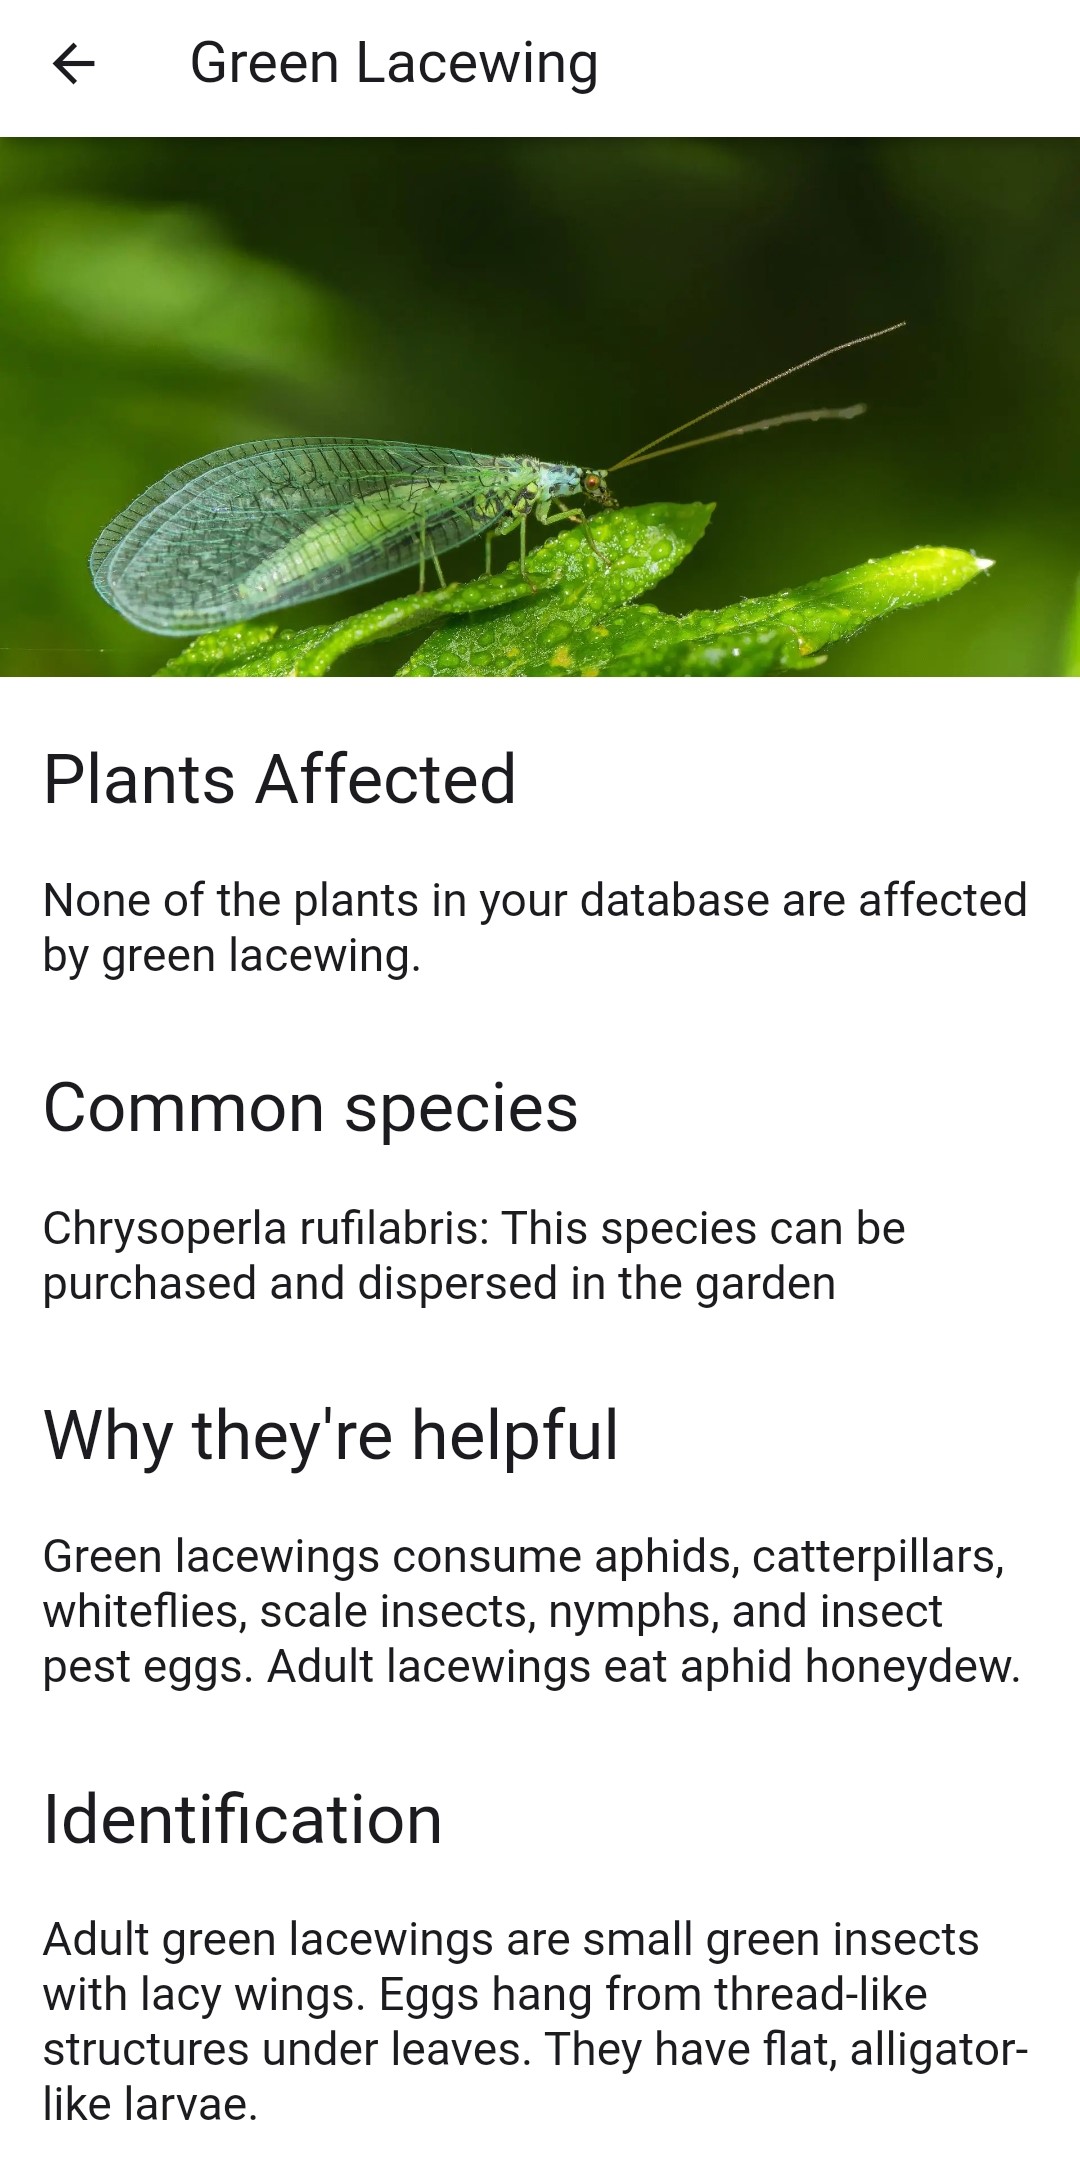 Green Lacewing
Plants Affected
None of the plants in your database are affected
by green lacewing.
Common species
Chrysoperla rufilabris: This species can be
purchased and dispersed in the garden
Why they're helpful
Green lacewings consume aphids, catterpillars,
whiteflies, scale insects, nymphs, and insect
pest eggs. Adult lacewings eat aphid honeydew.
Identification
Adult green lacewings are small green insects
with lacy wings. Eggs hang from thread-like
structures under leaves. They have flat, alligator-
like larvae.